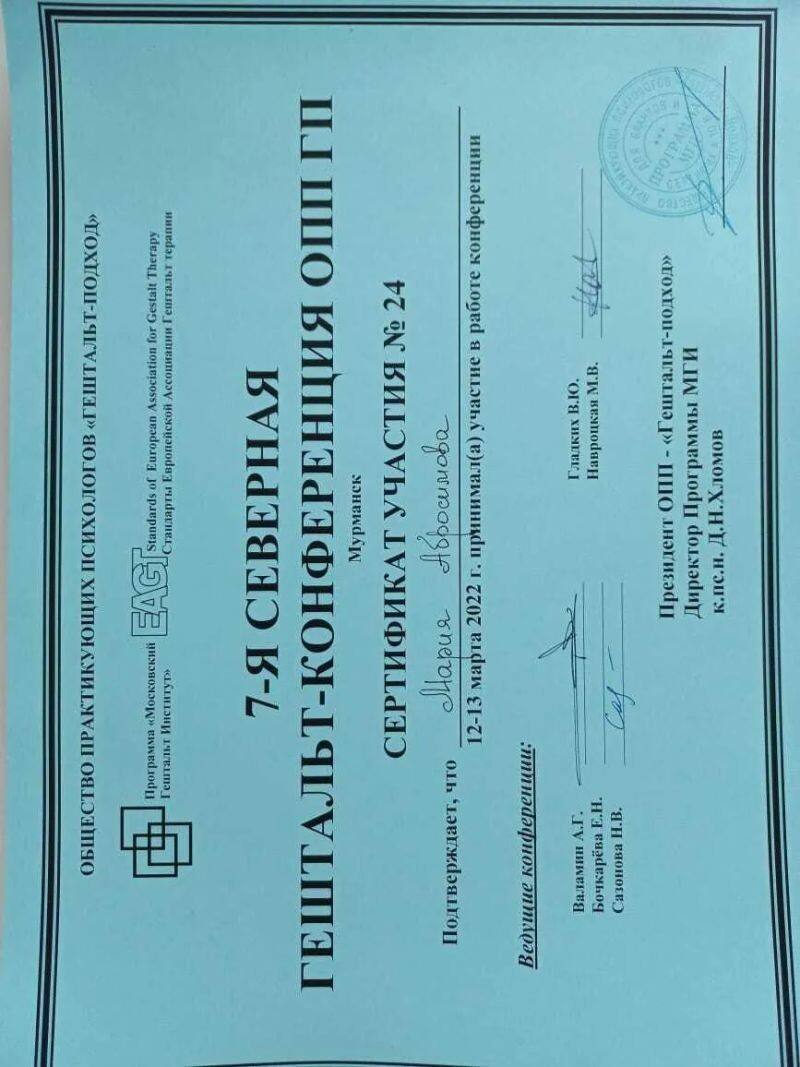 ОБЩЕСТВО ПРАКТИКУЮЩИХ ПСИХОЛОГОВ «ГЕШТАЛЬТ-ПОДХОД»
Программа «Московский
Гештальт Институт»
EAGT
Standards of European Association for Gestalt Therapy
Стандарты Европейской Ассоциации Гештальт терапии
7-Я СЕВЕРНАЯ
ГЕШТАЛЬТ-КОНФЕРЕНЦИЯ ОПП ГП
Мурманск
СЕРТИФИКАТ УЧАСТИЯ № 24
Подтверждает, что Мария Абросимова
12-13 марта 2022 г. принимал(а) участие в работе конференции
Ведущие конференции:
Валамин А.Г.
Бочкарёва Е.Н.
Сазонова Н.В.
Гладких В.Ю.
Навроцкая М.В.
Президент ОПП - «Гештальт-подход»
Директор Программы МГИ
к.пс.н. Д.Н.Хломов